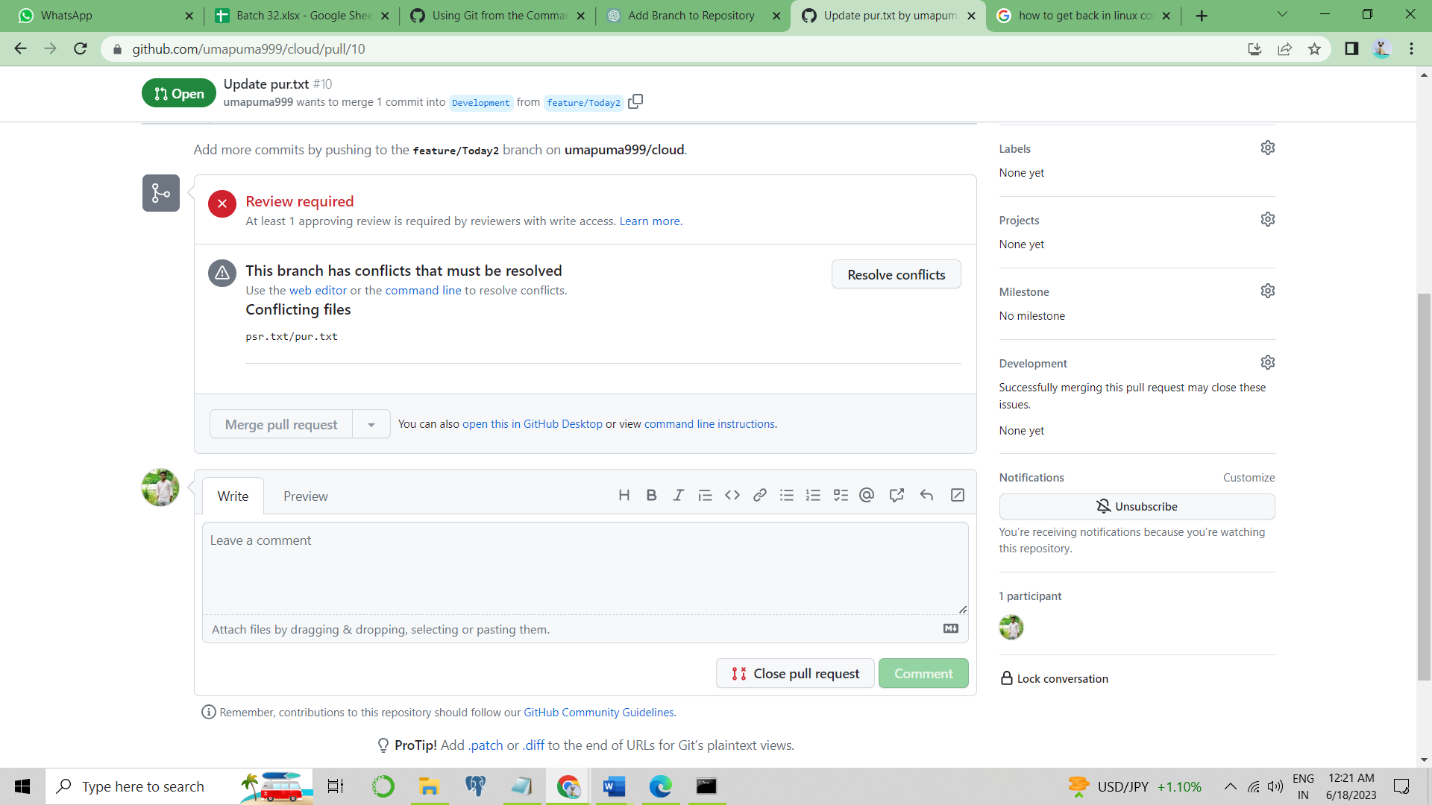 WhatsApp
Batch 32.xlsx - Google Shee
Using Git from the Comman
Add Branch to Repository
Update pur.txt by umapum
how to get back in linux co
github.com/umapuma999/cloud/pull/10
Open
Update pur.txt #10
umapuma999 wants to merge 1 commit into Development from feature/Today2
Add more commits by pushing to the feature/Today2 branch on umapuma999/cloud.
Review required
At least 1 approving review is required by reviewers with write access. Learn more.
This branch has conflicts that must be resolved
Use the web editor or the command line to resolve conflicts.
Resolve conflicts
Conflicting files
psr.txt/pur.txt
Merge pull request
You can also open this in GitHub Desktop or view command line instructions.
Write
Preview
Leave a comment
Attach files by dragging & dropping, selecting or pasting them.
Close pull request
Comment
Remember, contributions to this repository should follow our GitHub Community Guidelines.
ProTip! Add .patch or .diff to the end of URLs for Git's plaintext views.
Labels
None yet
Projects
None yet
Milestone
No milestone
Development
Successfully merging this pull request may close these
issues.
None yet
Notifications
Customize
Unsubscribe
You're receiving notifications because you're watching
this repository.
1 participant
Lock conversation
Type here to search
USD/JPY +1.10%
ENG
IN
12:21 AM
6/18/2023